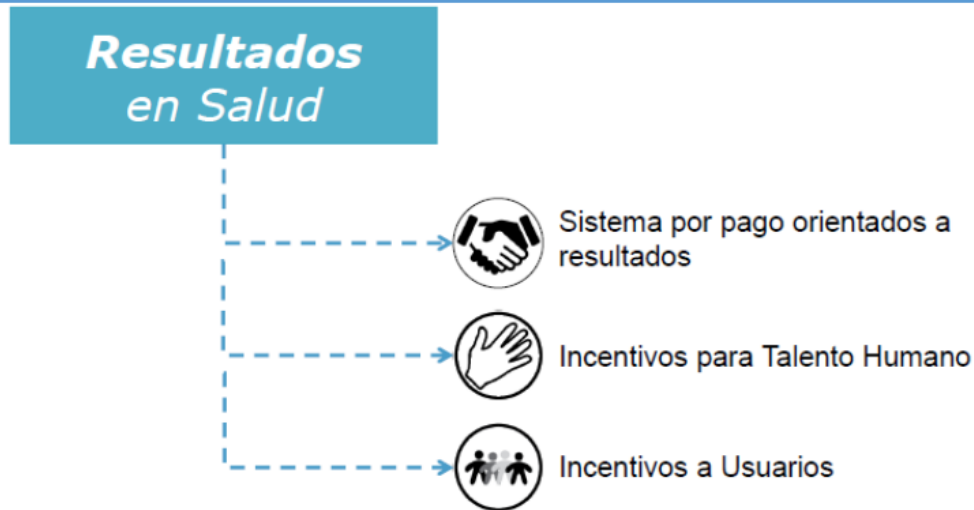 Resultados
en Salud
Sistema por pago orientados a
resultados
Incentivos para Talento Humano
Incentivos a Usuarios